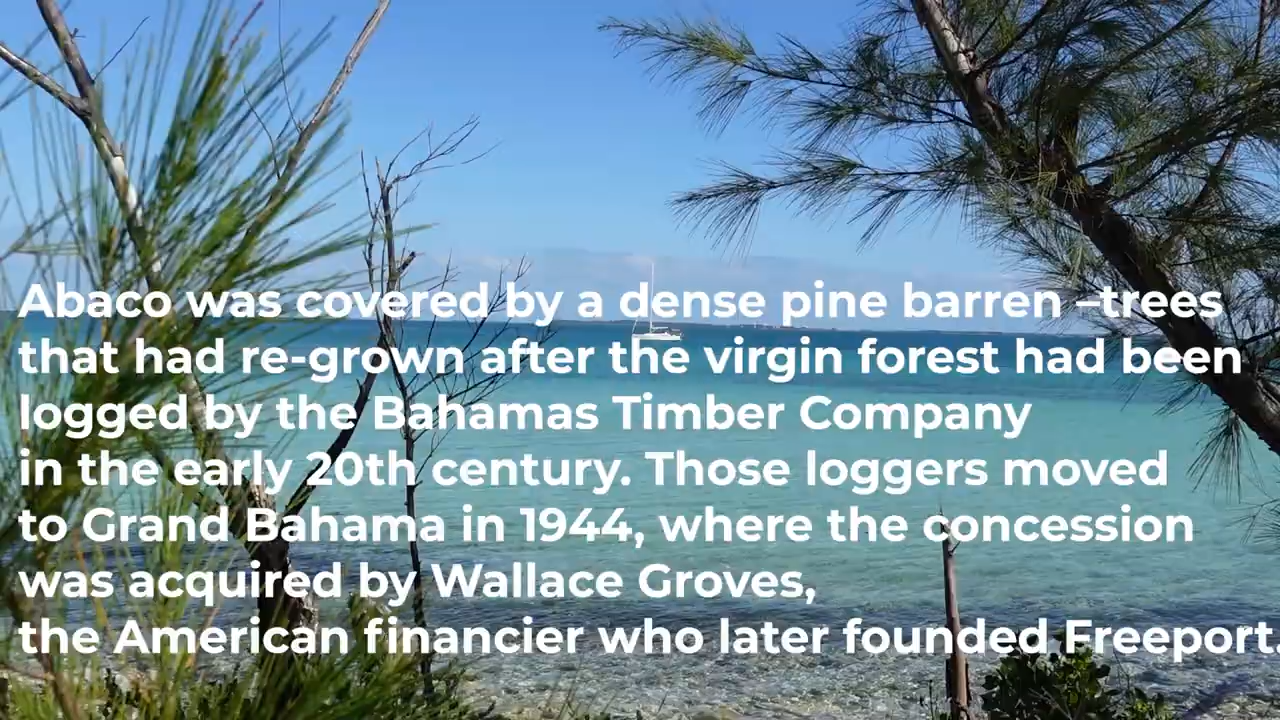 Abaco was covered by a dense pine barren –trees
that had re-grown after the virgin forest had been
logged by the Bahamas Timber Company
in the early 20th century. Those loggers moved
to Grand Bahama in 1944, where the concession
was acquired by Wallace Groves,
the American financier who later founded Freeport.